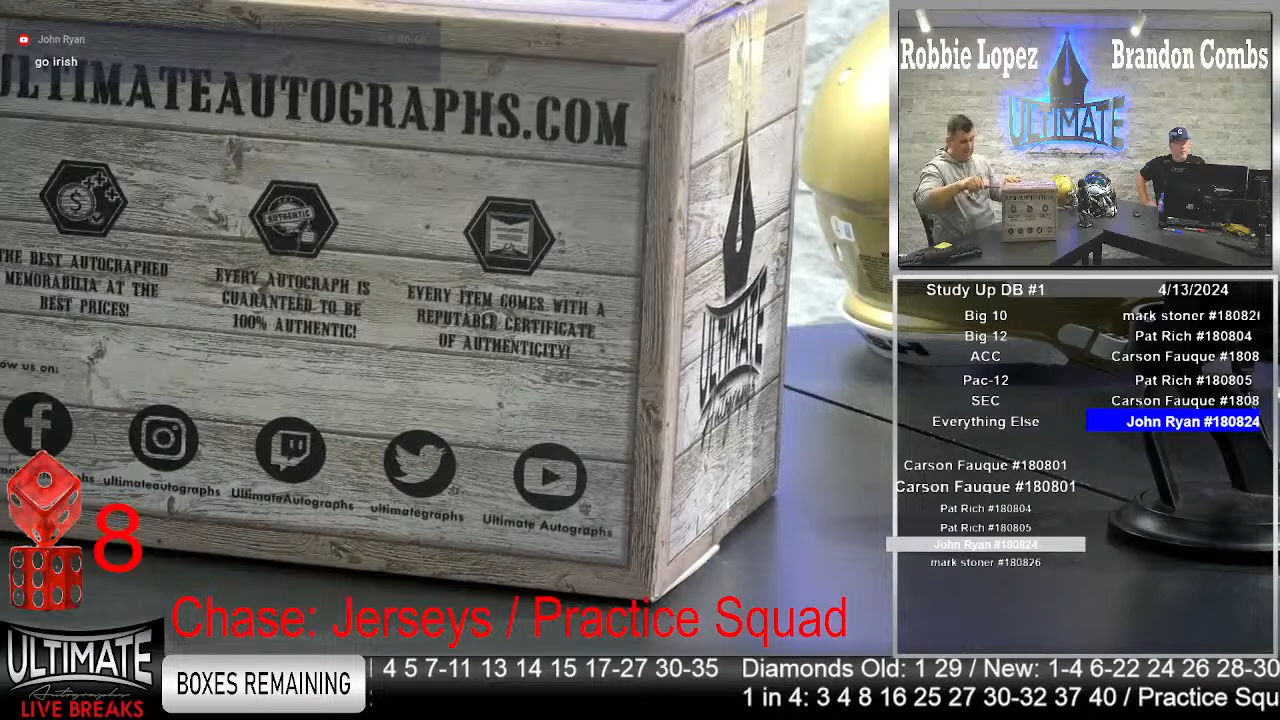 John Ryan
go irish
ULTIMATEAUTOGRAPHS.COM
$
AUTHENTIC
THE BEST AUTOGRAPHED
MEMORABILIA AT THE
BEST PRICES!
EVERY AUTOGRAPH IS
GUARANTEED TO BE
100% AUTHENTIC!
EVERY ITEM COMES WITH A
REPUTABLE CERTIFICATE
OF AUTHENTICITY!
ow us on:
ultimateautographs
UltimateAutographs
ultimategraphs
Ultimate Autographs
ULTIMATE
Autographs
8
Chase: Jerseys / Practice Squad
ULTIMATE
Autographs
LIVE BREAKS
BOXES REMAINING
4 5 7-11 13 14 15 17-27 30-35
Diamonds Old: 1 29 / New: 1-4 6-22 24 26 28-30
1 in 4: 3 4 8 16 25 27 30-32 37 40 / Practice Squ
Robbie Lopez
Brandon Combs
ULTIMATE
Study Up DB #1 4/13/2024
Big 10 mark stoner #18082
Big 12 Pat Rich #180804
ACC Carson Fauque #1808
Pac-12 Pat Rich #180805
SEC Carson Fauque #1808
Everything Else John Ryan #180824
Carson Fauque #180801
Carson Fauque #180801
Pat Rich #180804
Pat Rich #180805
John Ryan #180824
mark stoner #180826